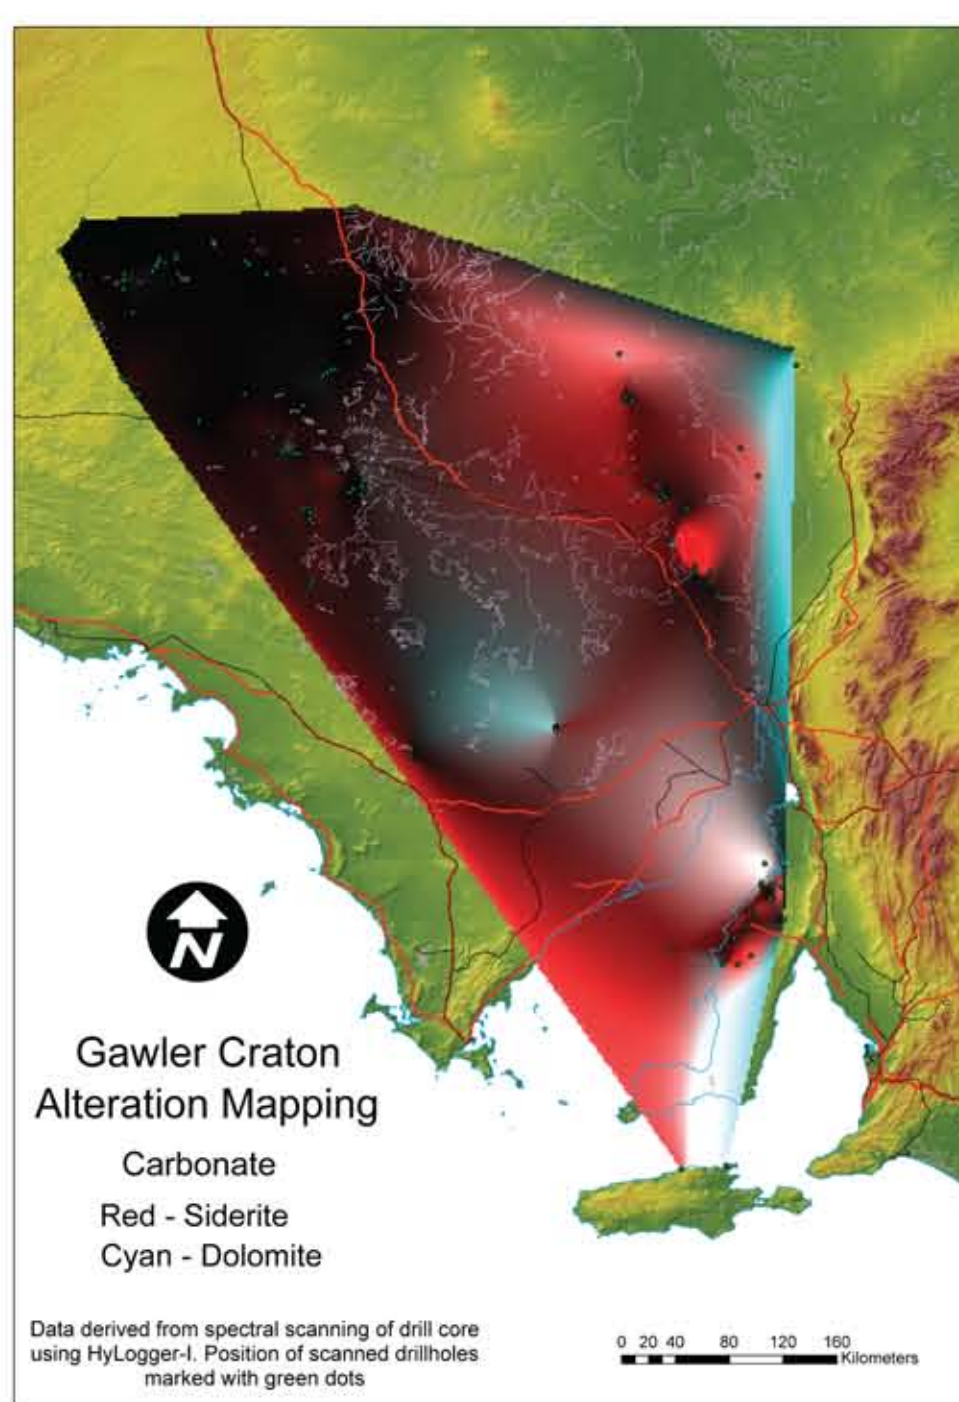 N
Gawler Craton
Alteration Mapping
Carbonate
Red - Siderite
Cyan - Dolomite
Data derived from spectral scanning of drill core
using HyLogger-I. Position of scanned drillholes
marked with green dots
0 20 40 80 120 160
Kilometers